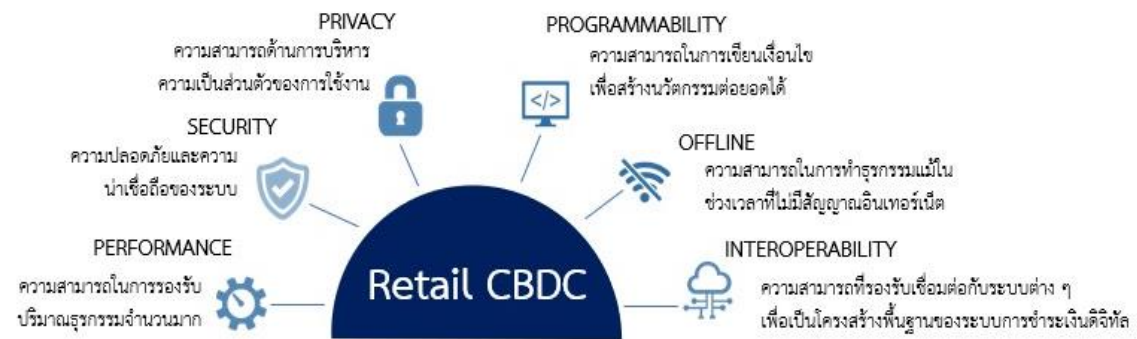 PRIVACY
ความสามารถด้านการบริหาร
ความเป็นส่วนตัวของการใช้งาน
PROGRAMMABILITY
ความสามารถในการเขียนเงื่อนไข
เพื่อสร้างนวัตกรรมต่อยอดได้
</>
SECURITY
ความปลอดภัยและความ
น่าเชื่อถือของระบบ
OFFLINE
ความสามารถในการทำธุรกรรมแม้ใน
ช่วงเวลาที่ไม่มีสัญญาณอินเทอร์เน็ต
PERFORMANCE
ความสามารถในการรองรับ
ปริมาณธุรกรรมจำนวนมาก
INTEROPERABILITY
ความสามารถที่รองรับเชื่อมต่อกับระบบต่าง ๆ
เพื่อเป็นโครงสร้างพื้นฐานของระบบการชำระเงินดิจิทัล
Retail CBDC